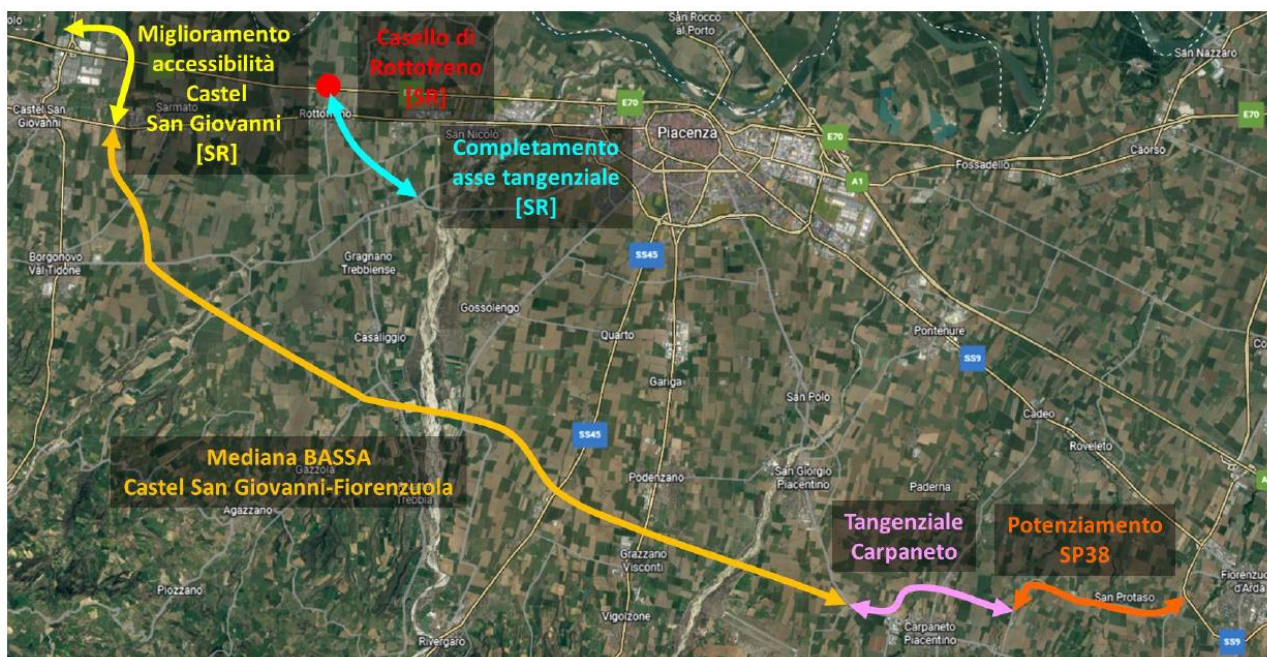 Miglioramento
accessibilità
Castel
San Giovanni
[SR]
Casello di
Rottofreno
[SR]
Completamento
asse tangenziale
[SR]
Mediana BASSA
Castel San Giovanni-Fiorenzuola
Tangenziale
Carpaneto
Potenziamento
SP38
San Rocco
al Porto
San Nazzaro
Castel San
Giovanni
Sarmato
Rottofreno
San Nicolò
E70
Piacenza
E70
E70
Caorso
Fossadello
A1
Borgonovo
Val Tidone
Gragnano
Trebbiense
SS45
Gossolengo
Quarto
Casaliggio
Pontenure
SS9
Gariga
San Polo
Cadeo
Roveleto
SS45
Gazzola
Agazzano
Trebbia
Podenzano
San Giorgio
Piacentino
Paderna
Grazzano
Visconti
Piozzano
Vigolzone
Rivergaro
Carpaneto
Piacentino
San Protaso
Fiorenzuo
d'Arda
SS9